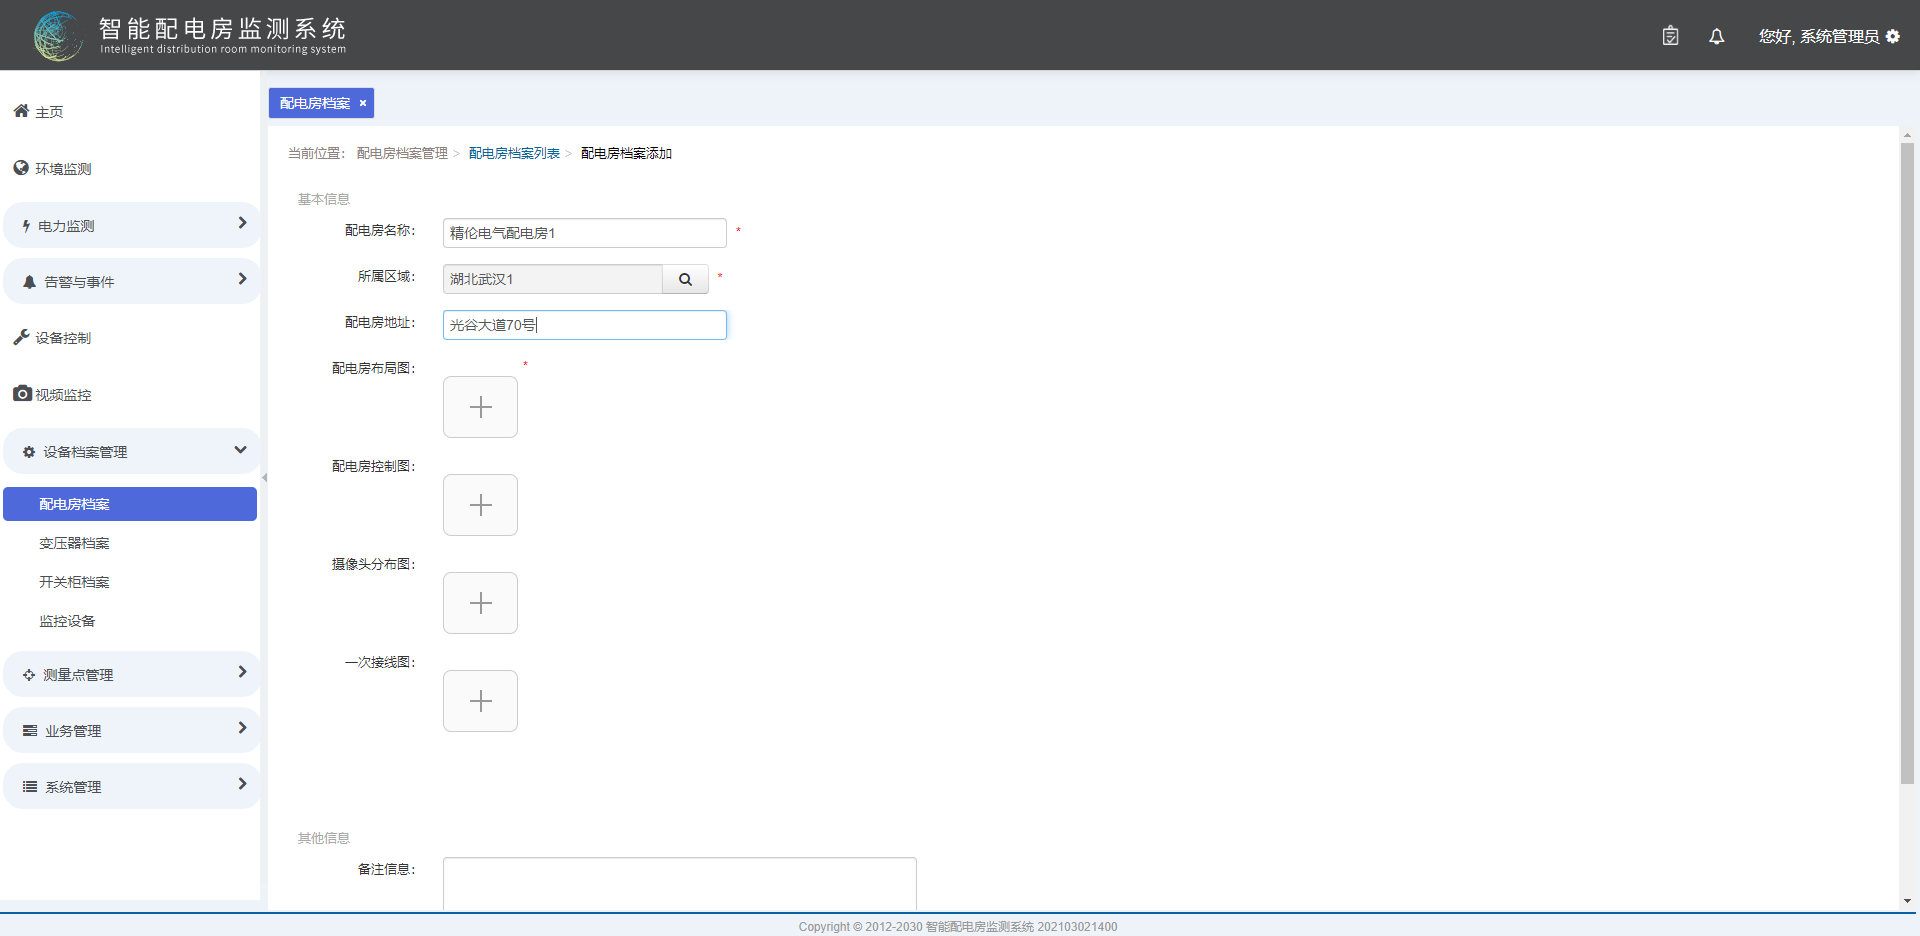 智能配电房监测系统
Intelligent distribution room monitoring system
您好, 系统管理员
主页
环境监测
电力监测
告警与事件
设备控制
视频监控
设备档案管理
配电房档案
变压器档案
开关柜档案
监控设备
测量点管理
业务管理
系统管理
配电房档案 ×
当前位置： 配电房档案管理 > 配电房档案列表 > 配电房档案添加
基本信息
配电房名称： 精伦电气配电房1 *
所属区域： 湖北武汉1 *
配电房地址： 光谷大道70号
配电房布局图： *
配电房控制图：
摄像头分布图：
一次接线图：
其他信息
备注信息：
Copyright © 2012-2030 智能配电房监测系统 202103021400